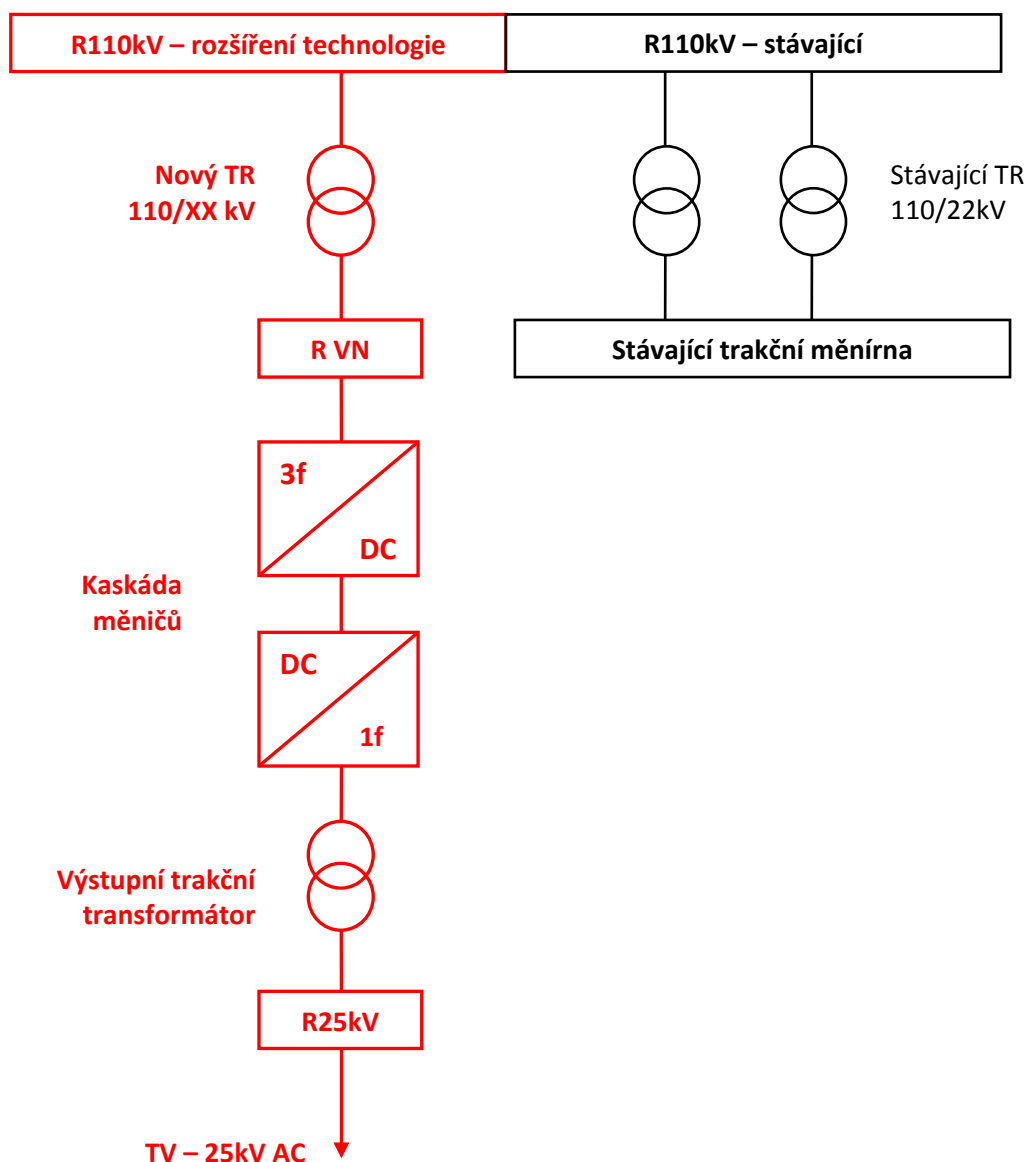 R110kV – rozšíření technologie
R110kV – stávající
Nový TR
110/XX kV
Stávající TR
110/22kV
R VN
Stávající trakční měnírna
3f
DC
Kaskáda
měničů
DC
1f
Výstupní trakční
transformátor
R25kV
TV – 25kV AC